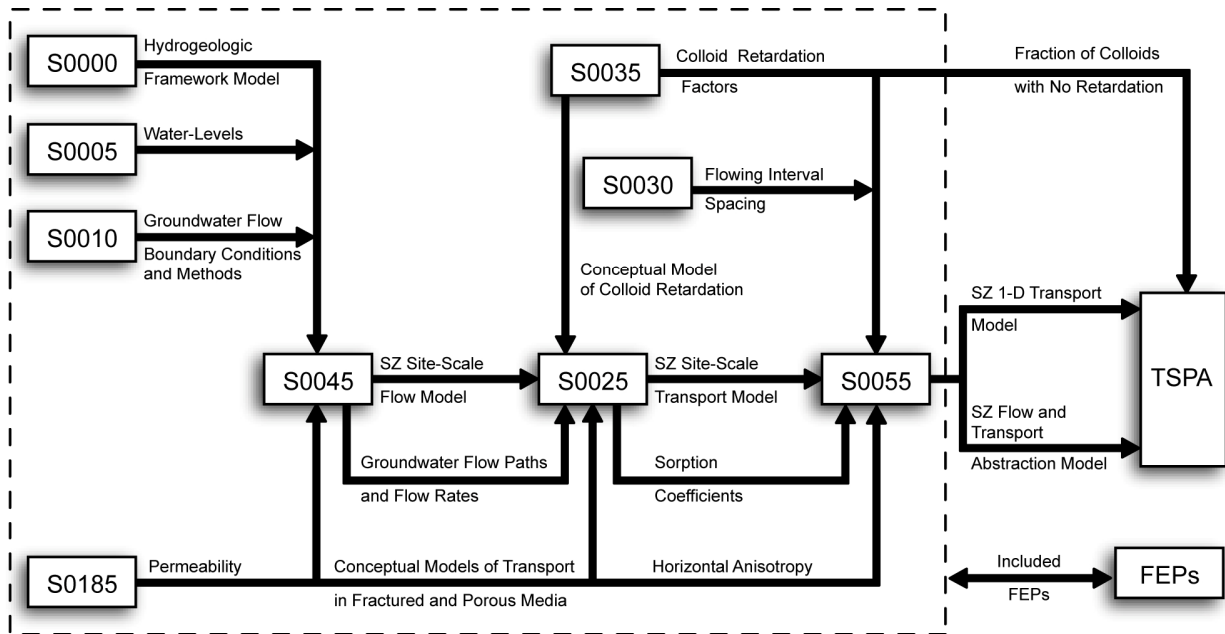 S0000
Hydrogeologic
Framework Model
S0005
Water-Levels
S0010
Groundwater Flow
Boundary Conditions
and Methods
S0035
Colloid Retardation
Factors
Fraction of Colloids
with No Retardation
S0030
Flowing Interval
Spacing
Conceptual Model
of Colloid Retardation
S0045
SZ Site-Scale
Flow Model
S0025
SZ Site-Scale
Transport Model
S0055
SZ 1-D Transport
Model
SZ Flow and
Transport
Abstraction Model
TSPA
Groundwater Flow Paths
and Flow Rates
Sorption
Coefficients
S0185
Permeability
Conceptual Models of Transport
in Fractured and Porous Media
Horizontal Anisotropy
Included
FEPs
FEPs